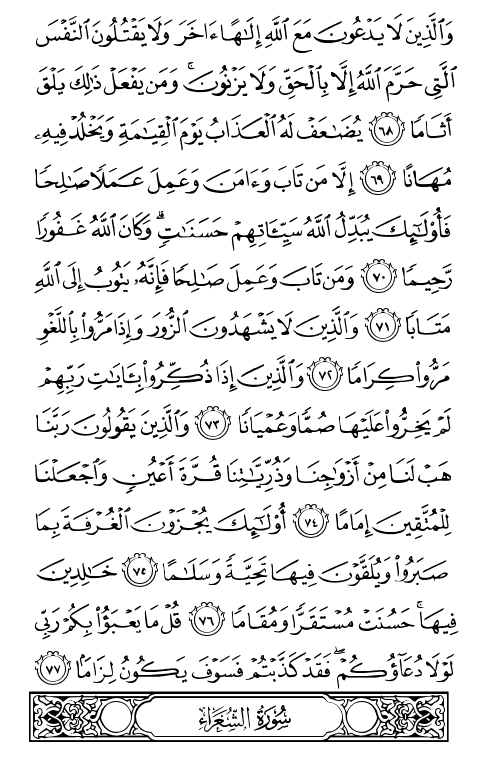 وَٱلَّذِينَ لَا يَدۡعُونَ مَعَ ٱللَّهِ إِلَٰهًا ءَاخَرَ وَلَا يَقۡتُلُونَ ٱلنَّفۡسَ
ٱلَّتِي حَرَّمَ ٱللَّهُ إِلَّا بِٱلۡحَقِّ وَلَا يَزۡنُونَۚ وَمَن يَفۡعَلۡ ذَٰلِكَ يَلۡقَ
أَثَامٗا ٦٨ يُضَٰعَفۡ لَهُ ٱلۡعَذَابُ يَوۡمَ ٱلۡقِيَٰمَةِ وَيَخۡلُدۡ فِيهِۦ
مُهَانًا ٦٩ إِلَّا مَن تَابَ وَءَامَنَ وَعَمِلَ عَمَلٗا صَٰلِحٗا
فَأُوْلَٰٓئِكَ يُبَدِّلُ ٱللَّهُ سَيِّـَٔاتِهِمۡ حَسَنَٰتٖۗ وَكَانَ ٱللَّهُ غَفُورٗا
رَّحِيمٗا ٧٠ وَمَن تَابَ وَعَمِلَ صَٰلِحٗا فَإِنَّهُۥ يَتُوبُ إِلَى ٱللَّهِ
مَتَابٗا ٧١ وَٱلَّذِينَ لَا يَشۡهَدُونَ ٱلزُّورَ وَإِذَا مَرُّواْ بِٱللَّغۡوِ
مَرُّواْ كِرَامٗا ٧٢ وَٱلَّذِينَ إِذَا ذُكِّرُواْ بِـَٔايَٰتِ رَبِّهِمۡ
لَمۡ يَخِرُّواْ عَلَيۡهَا صُمّٗا وَعُمۡيَانٗا ٧٣ وَٱلَّذِينَ يَقُولُونَ رَبَّنَا
هَبۡ لَنَا مِنۡ أَزۡوَٰجِنَا وَذُرِّيَّٰتِنَا قُرَّةَ أَعۡيُنٖ وَٱجۡعَلۡنَا
لِلۡمُتَّقِينَ إِمَامًا ٧٤ أُوْلَٰٓئِكَ يُجۡزَوۡنَ ٱلۡغُرۡفَةَ بِمَا
صَبَرُواْ وَيُلَقَّوۡنَ فِيهَا تَحِيَّةٗ وَسَلَٰمًا ٧٥ خَٰلِدِينَ
فِيهَاۚ حَسُنَتۡ مُسۡتَقَرّٗا وَمُقَامٗا ٧٦ قُلۡ مَا يَعۡبَؤُاْ بِكُمۡ رَبِّي
لَوۡلَا دُعَآؤُكُمۡۖ فَقَدۡ كَذَّبۡتُمۡ فَسَوۡفَ يَكُونُ لِزَامَۢا ٧٧
سُورَةُ الشُّعَرَاءِ